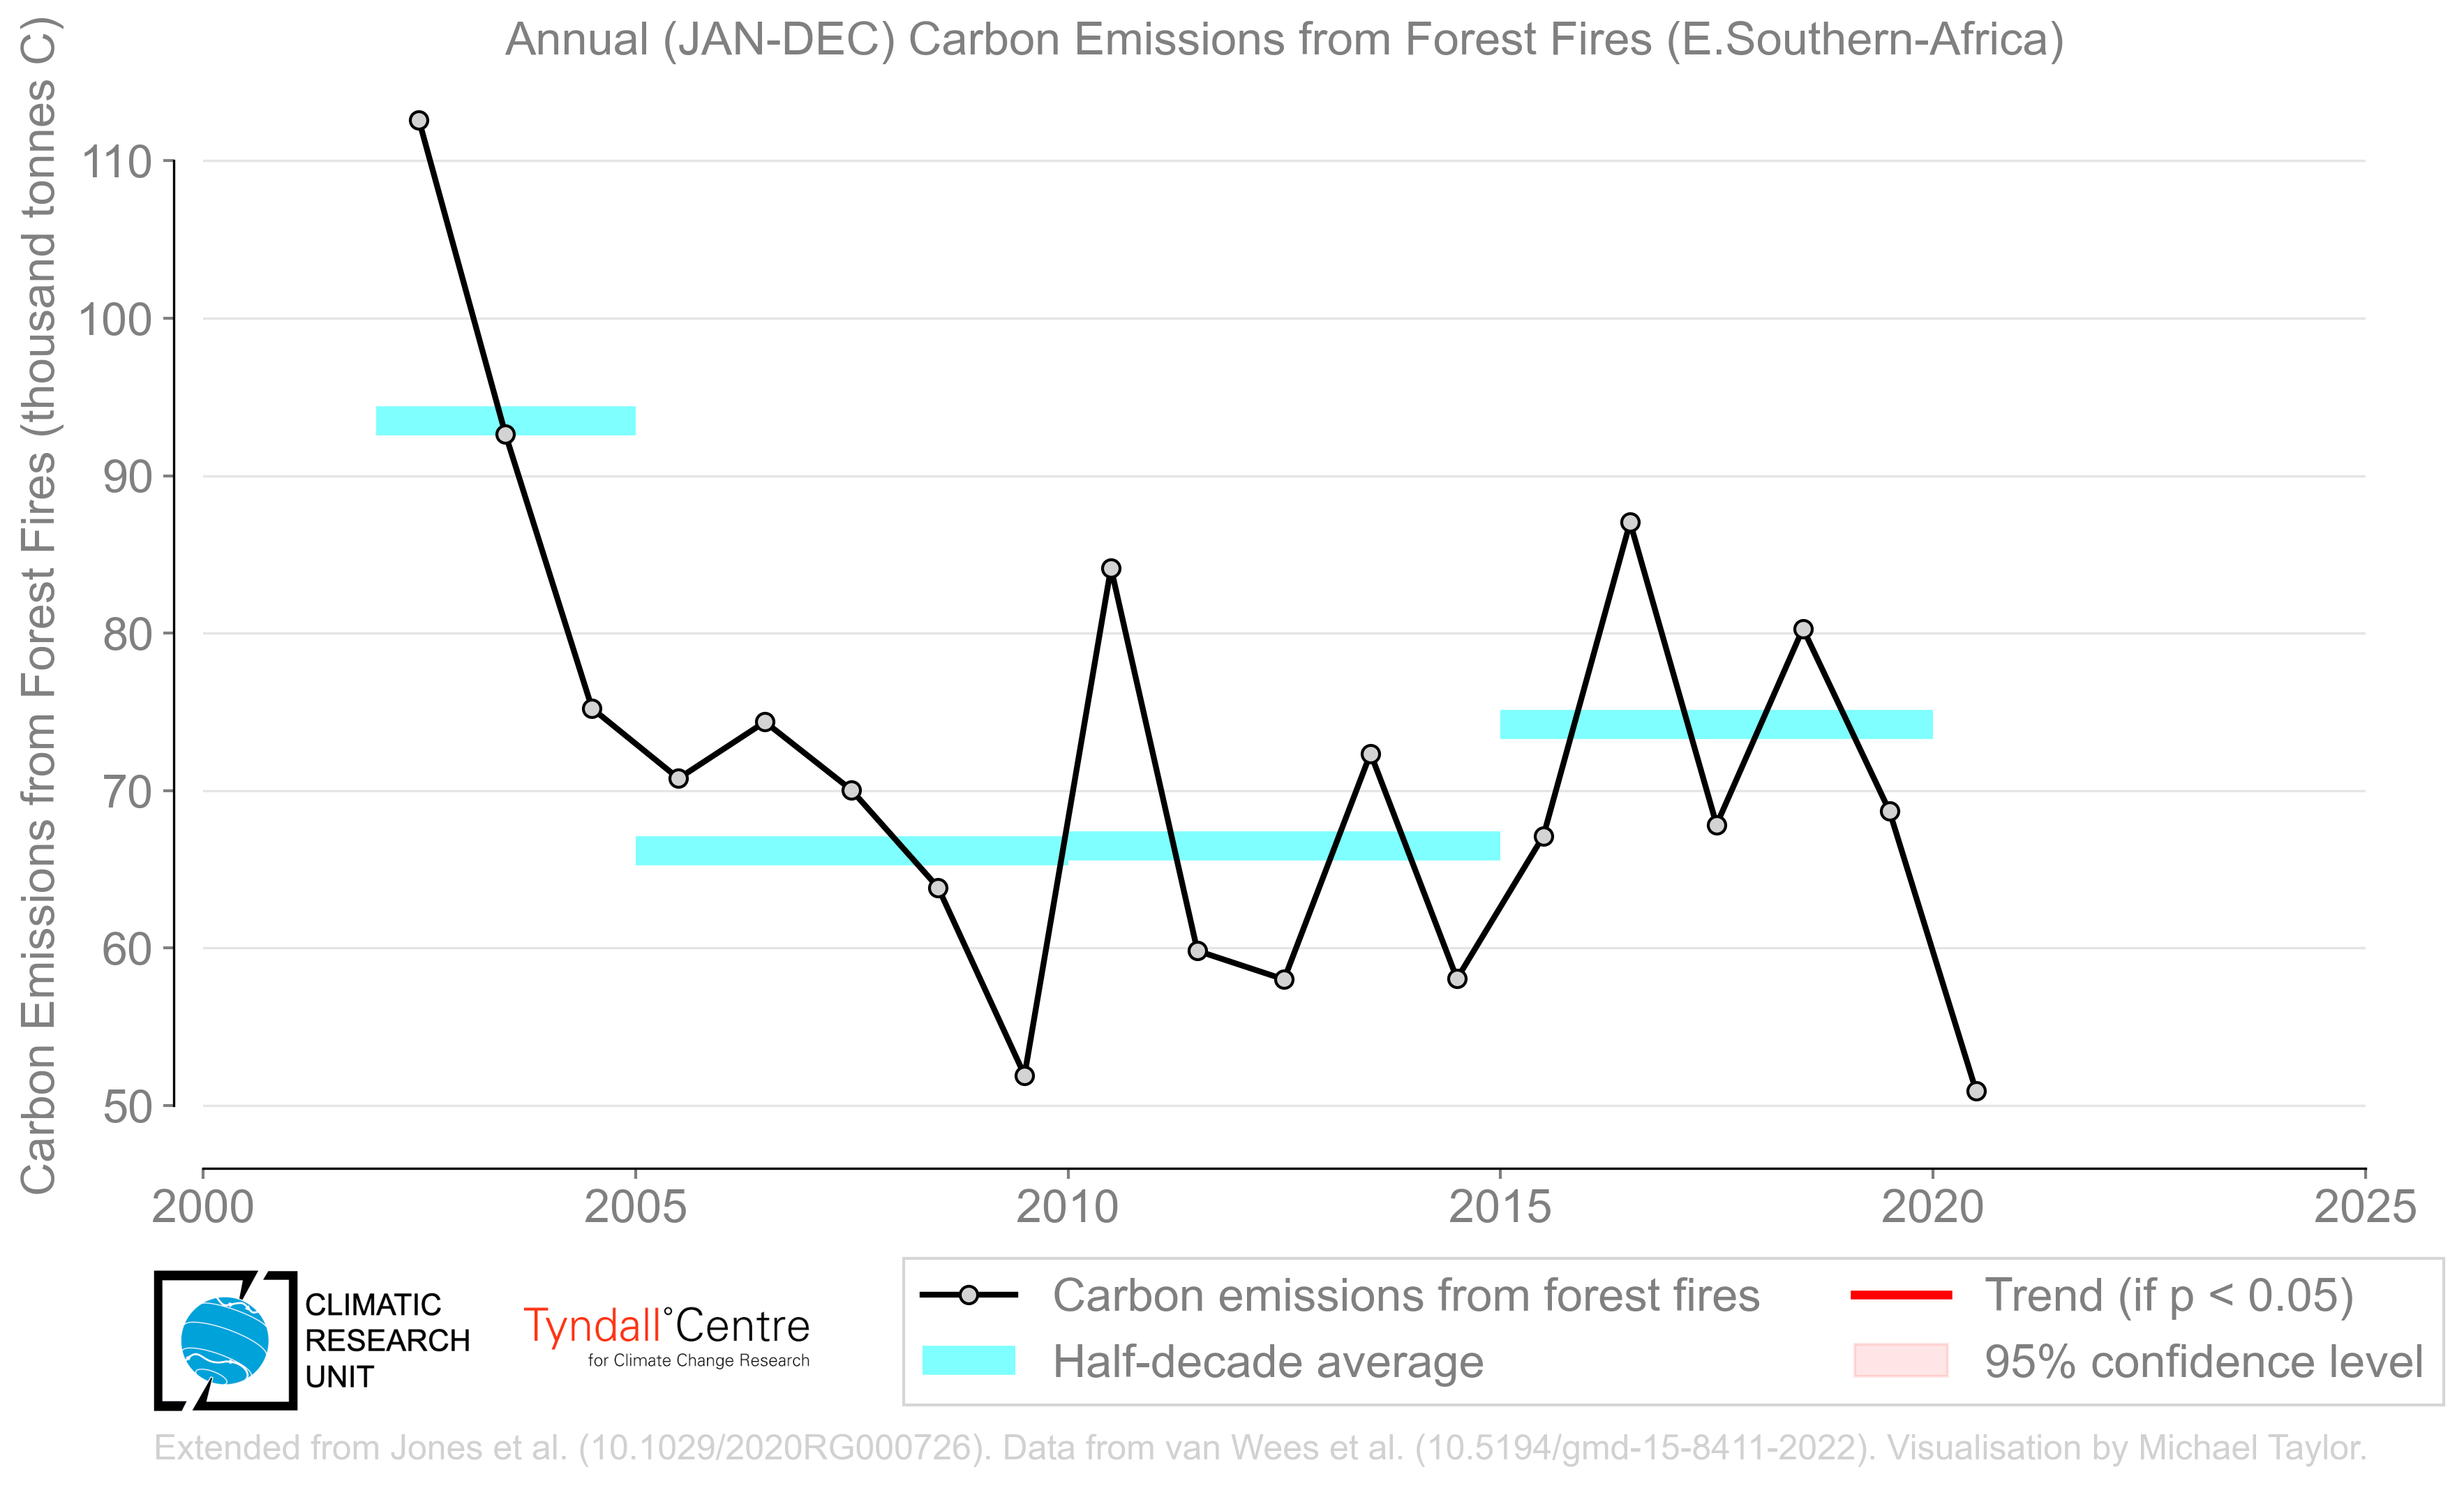 Annual (JAN-DEC) Carbon Emissions from Forest Fires (E.Southern-Africa)
Carbon Emissions from Forest Fires (thousand tonnes C)
110
100
90
80
70
60
50
2000 2005 2010 2015 2020 2025
CLIMATIC
RESEARCH
UNIT
Tyndall°Centre
for Climate Change Research
Carbon emissions from forest fires
Half-decade average
Trend (if p < 0.05)
95% confidence level
Extended from Jones et al. (10.1029/2020RG000726). Data from van Wees et al. (10.5194/gmd-15-8411-2022). Visualisation by Michael Taylor.